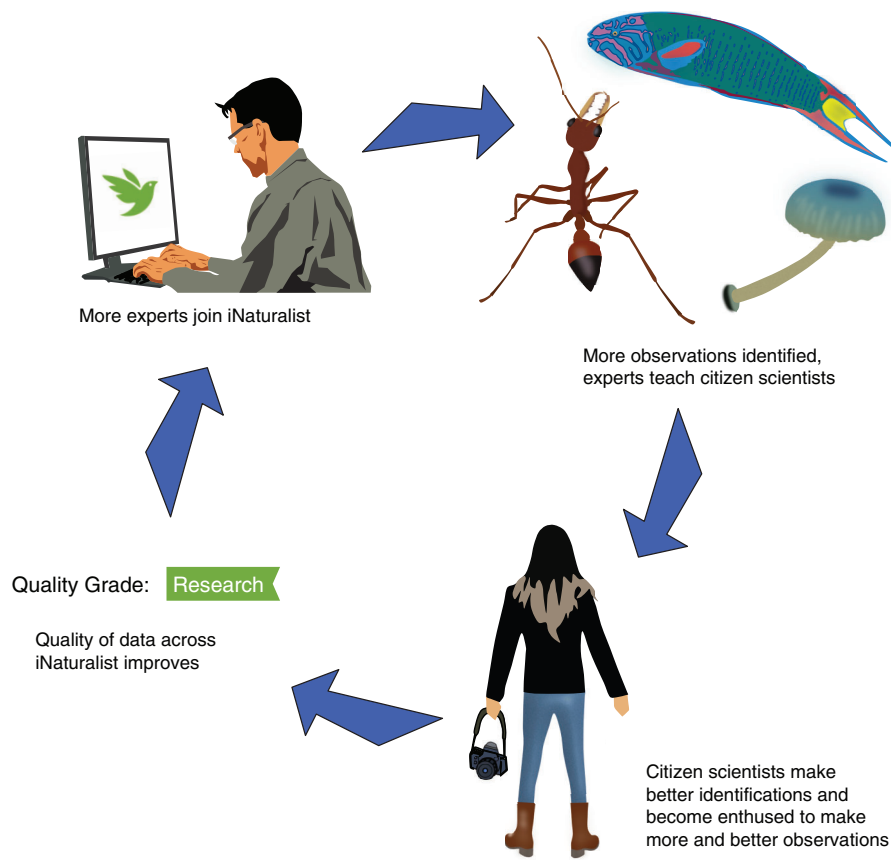 More experts join iNaturalist
More observations identified,
experts teach citizen scientists
Quality Grade: Research
Quality of data across
iNaturalist improves
Citizen scientists make
better identifications and
become enthused to make
more and better observations